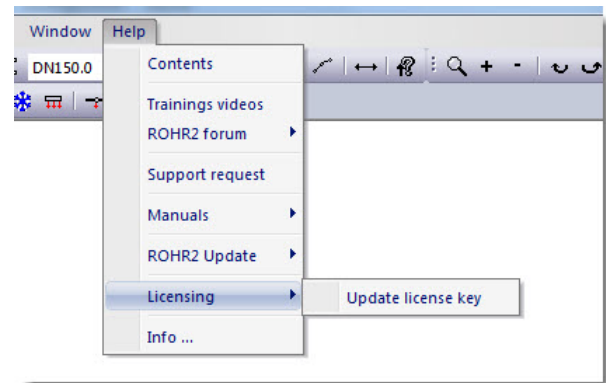 Window Help
DN150.0
Contents
Trainings videos
ROHR2 forum
Support request
Manuals
ROHR2 Update
Licensing
Update license key
Info ...